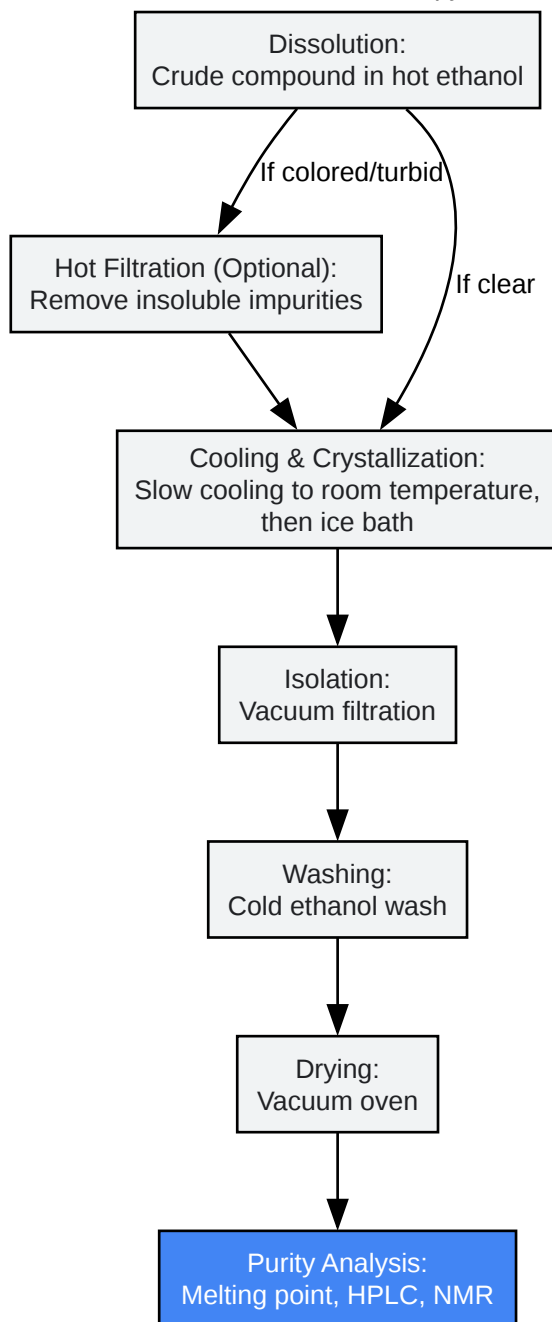 Dissolution:
Crude compound in hot ethanol
If colored/turbid
Hot Filtration (Optional):
Remove insoluble impurities
If clear
Cooling & Crystallization:
Slow cooling to room temperature,
then ice bath
Isolation:
Vacuum filtration
Washing:
Cold ethanol wash
Drying:
Vacuum oven
Purity Analysis:
Melting point, HPLC, NMR